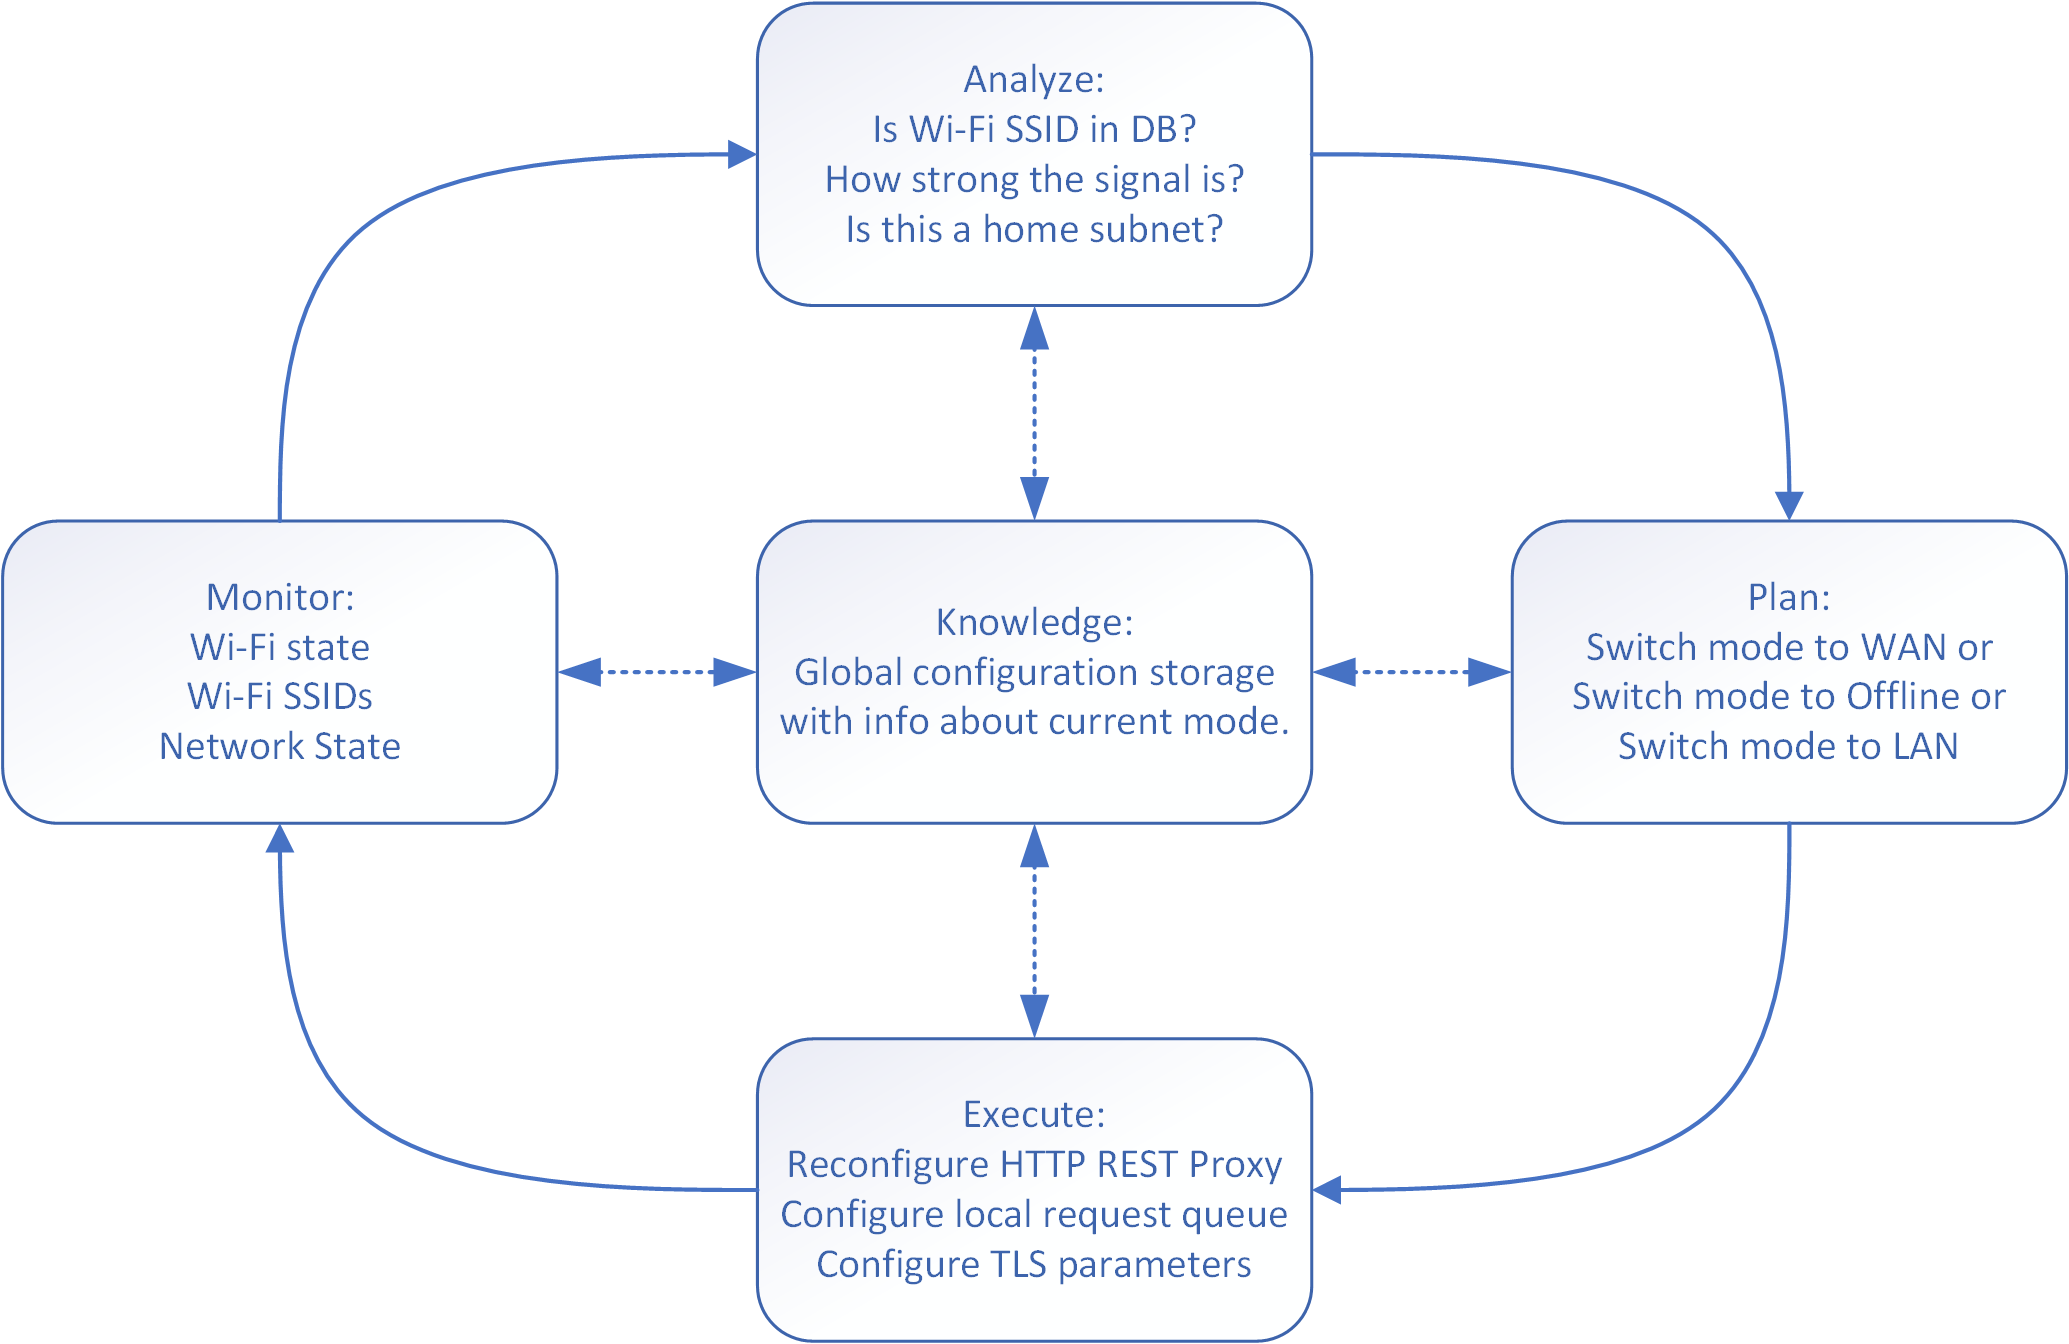 Analyze:
Is Wi-Fi SSID in DB?
How strong the signal is?
Is this a home subnet?
Monitor:
Wi-Fi state
Wi-Fi SSIDs
Network State
Knowledge:
Global configuration storage
with info about current mode.
Plan:
Switch mode to WAN or
Switch mode to Offline or
Switch mode to LAN
Execute:
Reconfigure HTTP REST Proxy
Configure local request queue
Configure TLS parameters